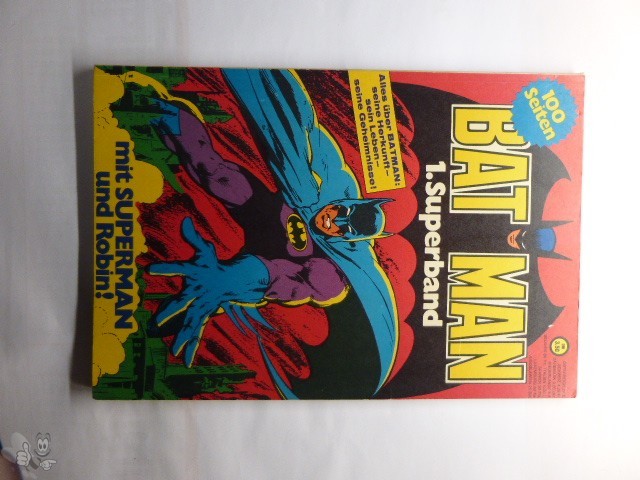 100
Seiten
BATMAN
1. Superband
Alles über BATMAN:
seine Herkunft –
sein Leben –
seine Geheimnisse!
mit SUPERMAN
und Robin!